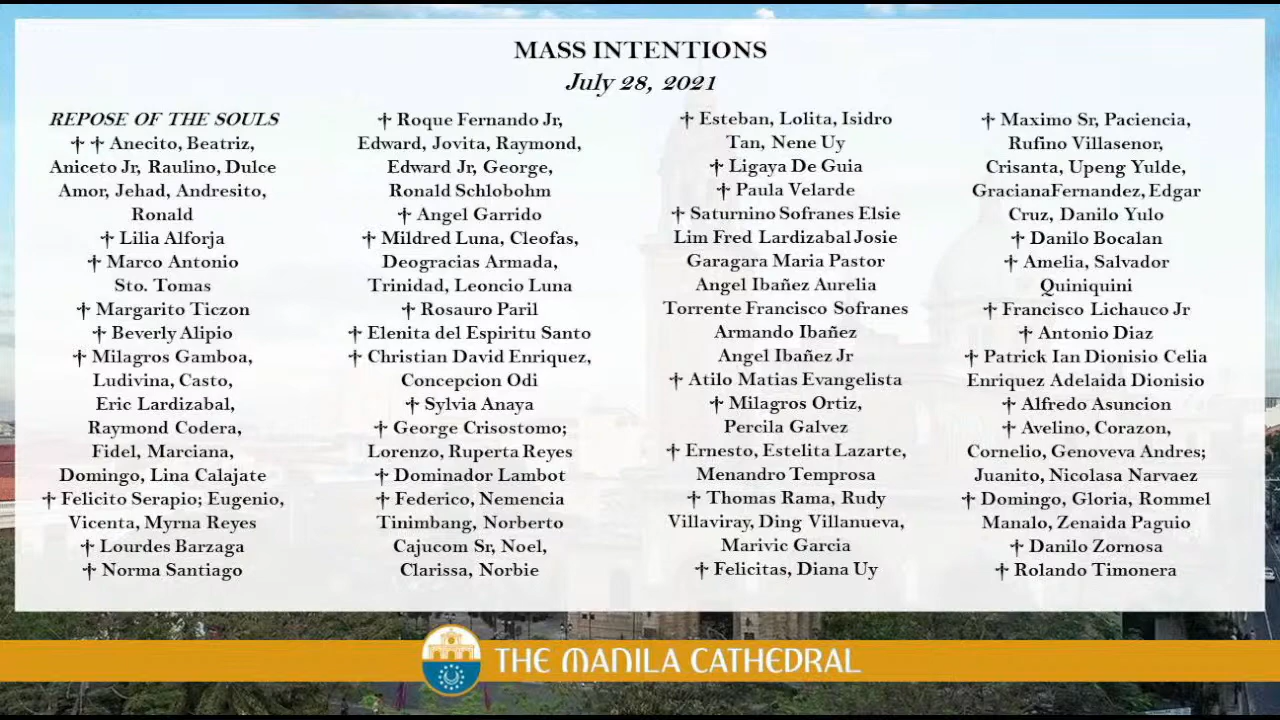 MASS INTENTIONS
July 28, 2021
REPOSE OF THE SOULS
✝ ✝ Anecito, Beatriz,
Aniceto Jr, Raulino, Dulce
Amor, Jehad, Andresito,
Ronald
✝ Lilia Alforja
✝ Marco Antonio
Sto. Tomas
✝ Margarito Ticzon
✝ Beverly Alipio
✝ Milagros Gamboa,
Ludivina, Casto,
Eric Lardizabal,
Raymond Codera,
Fidel, Marciana,
Domingo, Lina Calajate
✝ Felicito Serapio; Eugenio,
Vicenta, Myrna Reyes
✝ Lourdes Barzaga
✝ Norma Santiago
✝ Roque Fernando Jr,
Edward, Jovita, Raymond,
Edward Jr, George,
Ronald Schlobohm
✝ Angel Garrido
✝ Mildred Luna, Cleofas,
Deogracias Armada,
Trinidad, Leoncio Luna
✝ Rosauro Paril
✝ Elenita del Espiritu Santo
✝ Christian David Enriquez,
Concepcion Odi
✝ Sylvia Anaya
✝ George Crisostomo;
Lorenzo, Ruperta Reyes
✝ Dominador Lambot
✝ Federico, Nemencia
Tinimbang, Norberto
Cajucom Sr, Noel,
Clarissa, Norbie
✝ Esteban, Lolita, Isidro
Tan, Nene Uy
✝ Ligaya De Guia
✝ Paula Velarde
✝ Saturnino Sofranes Elsie
Lim Fred Lardizabal Josie
Garagara Maria Pastor
Angel Ibañez Aurelia
Torrente Francisco Sofranes
Armando Ibañez
Angel Ibañez Jr
✝ Atilo Matias Evangelista
✝ Milagros Ortiz,
Percila Galvez
✝ Ernesto, Estelita Lazarte,
Menandro Temprosa
✝ Thomas Rama, Rudy
Villaviray, Ding Villanueva,
Marivic Garcia
✝ Felicitas, Diana Uy
✝ Maximo Sr, Paciencia,
Rufino Villasenor,
Crisanta, Upeng Yulde,
GracianaFernandez, Edgar
Cruz, Danilo Yulo
✝ Danilo Bocalan
✝ Amelia, Salvador
Quiniquini
✝ Francisco Lichauco Jr
✝ Antonio Diaz
✝ Patrick Ian Dionisio Celia
Enriquez Adelaida Dionisio
✝ Alfredo Asuncion
✝ Avelino, Corazon,
Cornelio, Genoveva Andres;
Juanito, Nicolasa Narvaez
✝ Domingo, Gloria, Rommel
Manalo, Zenaida Paguio
✝ Danilo Zornosa
✝ Rolando Timonera
THE MANILA CATHEDRAL